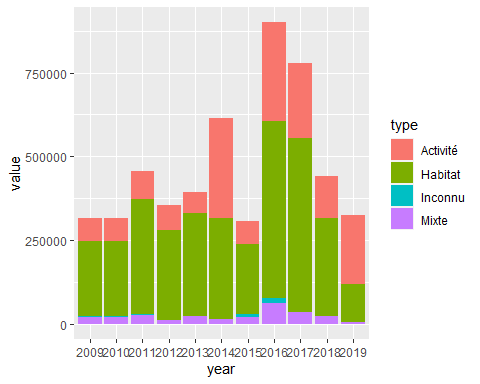 750000
500000
250000
0
value
2009 2010 2011 2012 2013 2014 2015 2016 2017 2018 2019
year
type
Activité
Habitat
Inconnu
Mixte